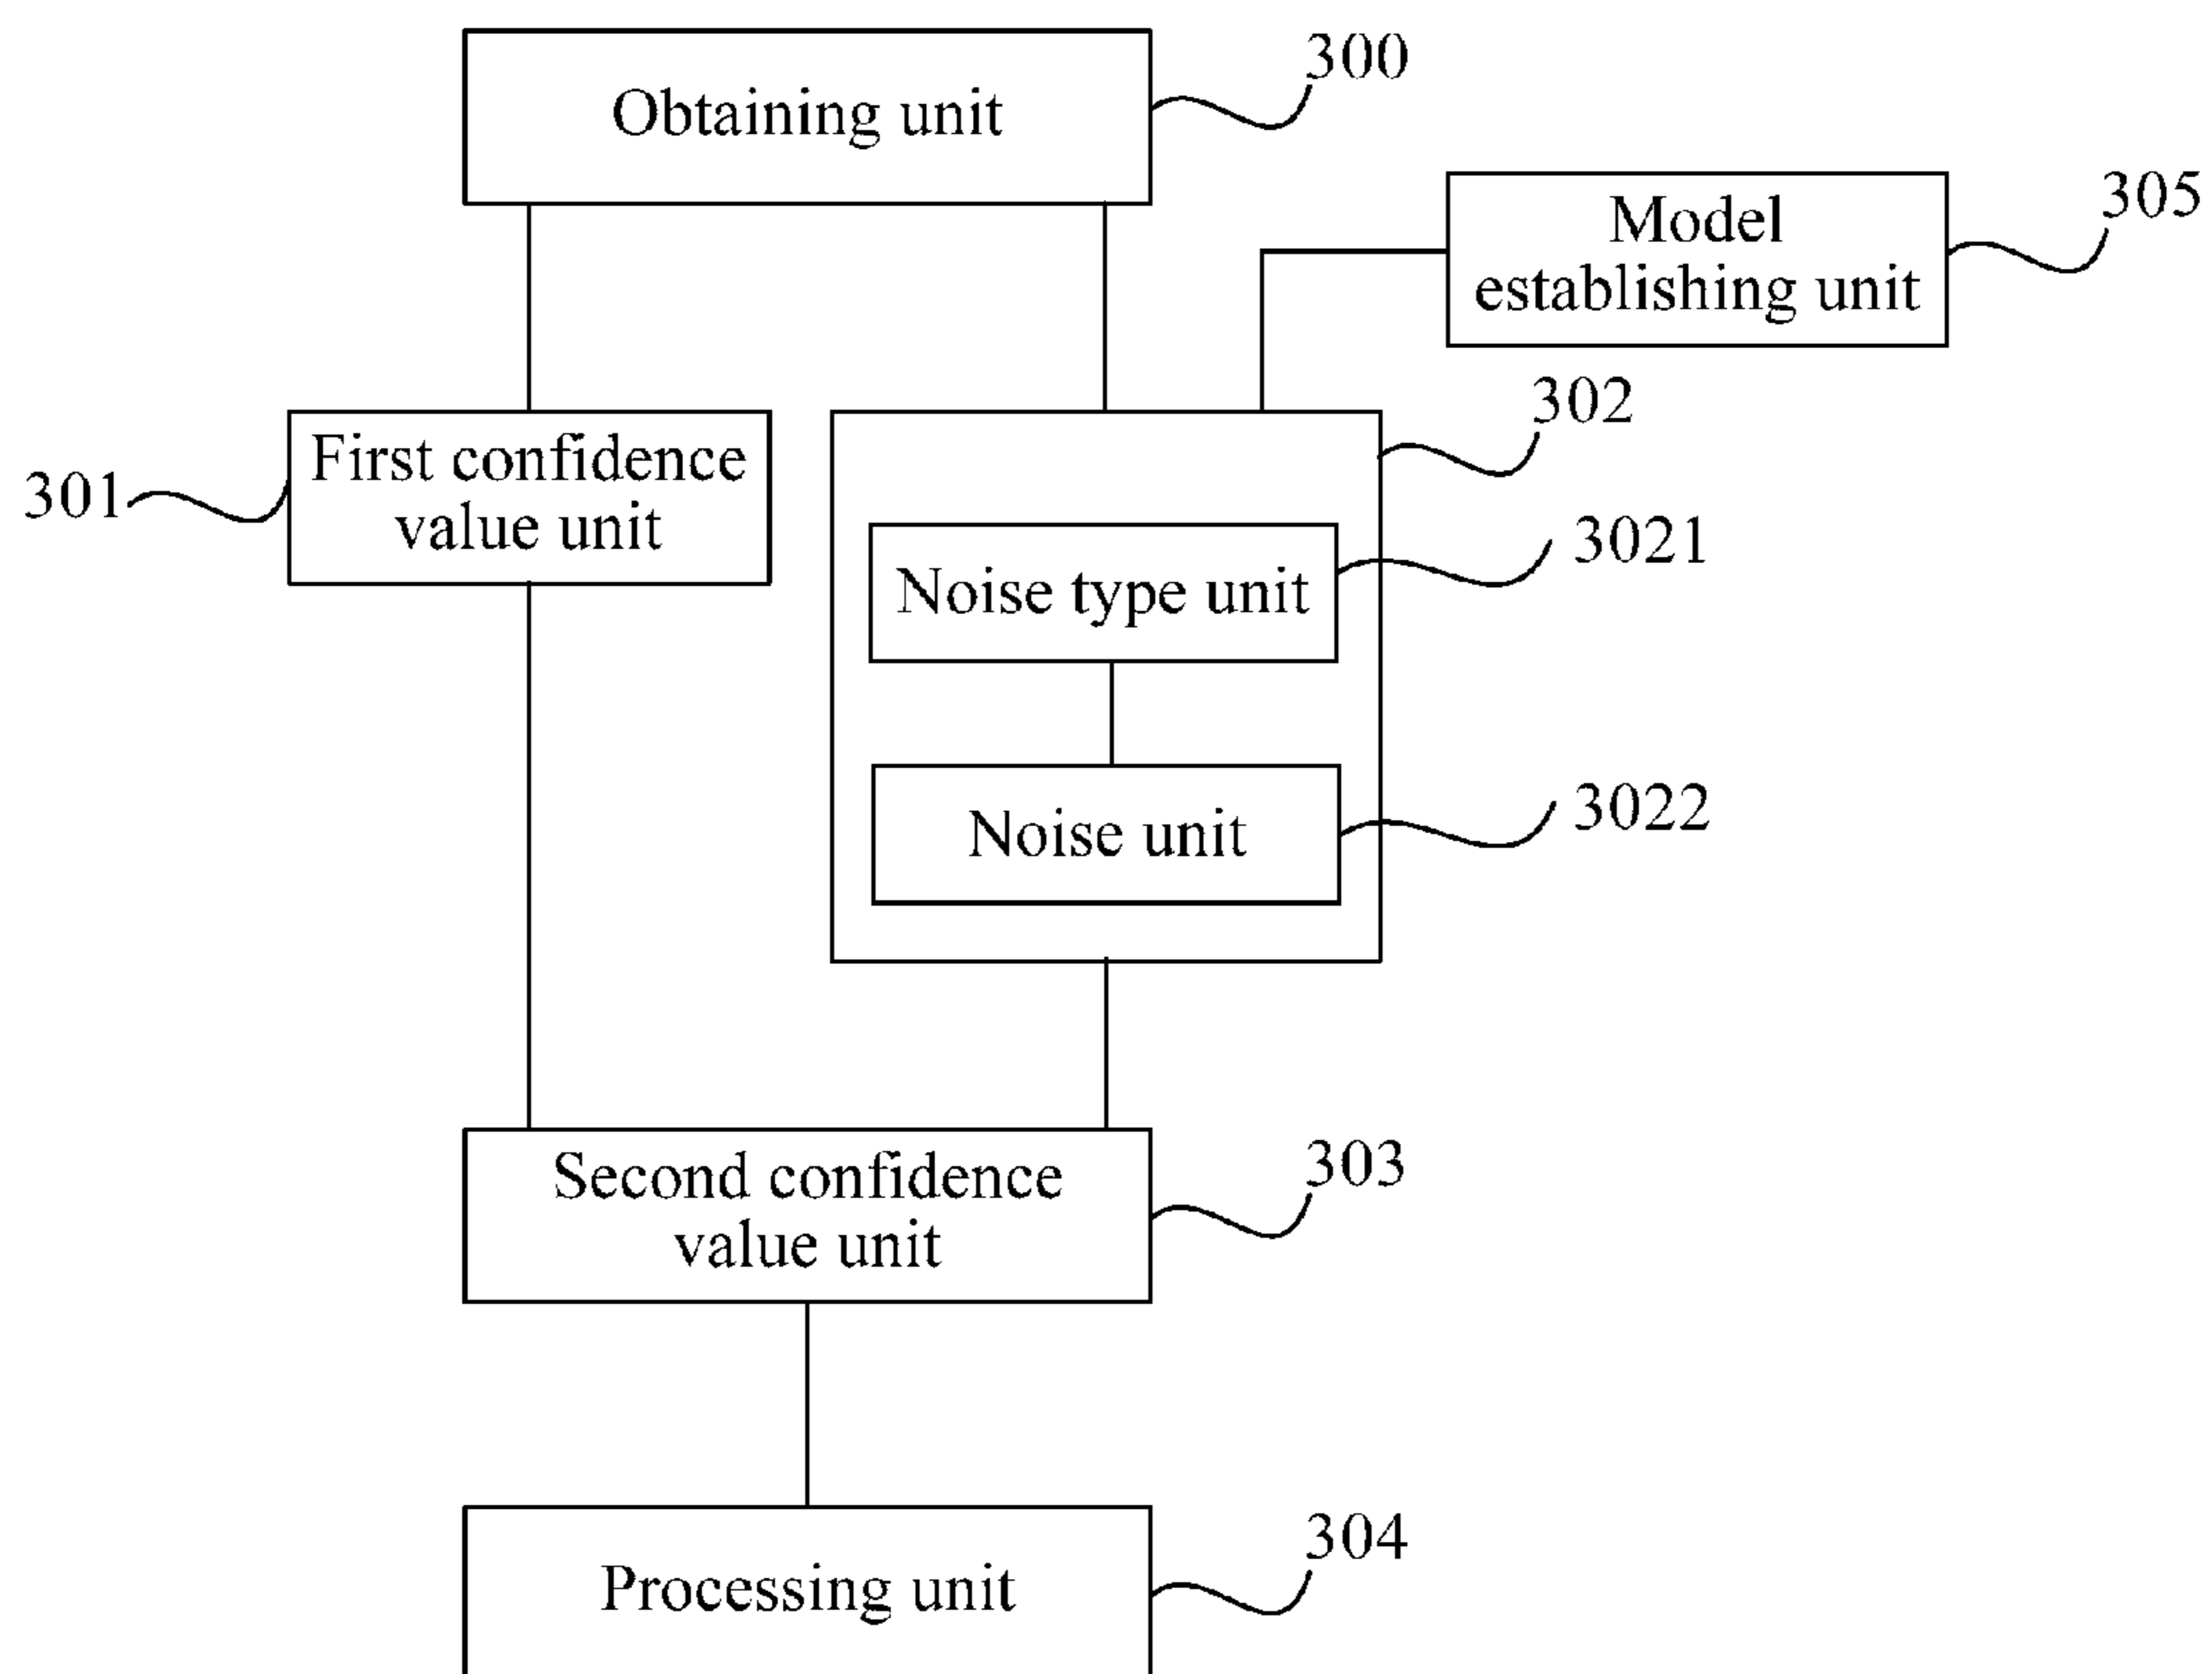 Obtaining unit
300
Model
establishing unit
305
First confidence
value unit
301
302
Noise type unit
3021
Noise unit
3022
Second confidence
value unit
303
Processing unit
304